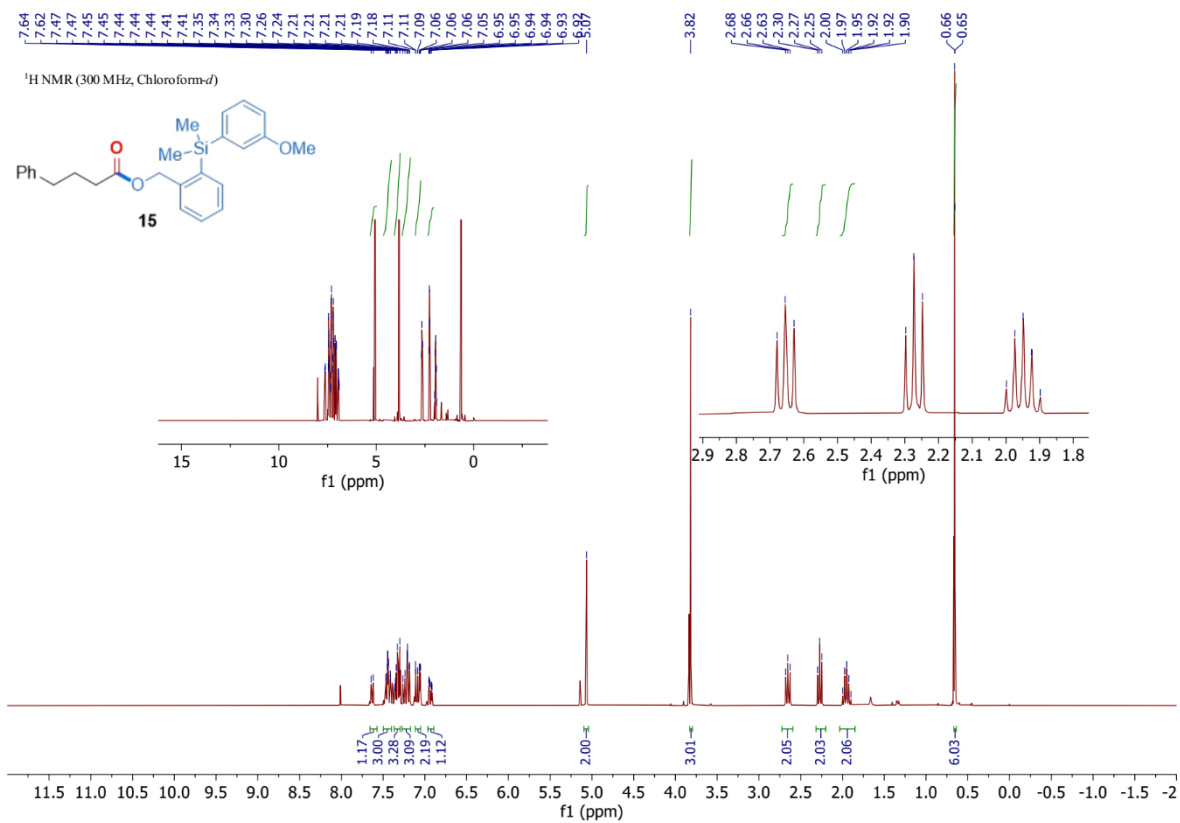 7.64 7.62 7.47 7.47 7.45 7.45 7.44 7.44 7.41 7.41 7.35 7.34 7.33 7.30 7.26 7.24 7.21 7.21 7.21 7.21 7.19 7.18 7.11 7.11 7.09 7.06 7.06 7.06 7.05 6.95 6.95 6.94 6.94 6.93 6.92 5.07 3.82 2.68 2.66 2.63 2.30 2.27 2.25 2.00 1.97 1.95 1.92 1.92 1.90 0.66 0.65
¹H NMR (300 MHz, Chloroform-d)
Me
Me
Si
OMe
O
Ph
O
15
15 10 5 0
f1 (ppm)
2.9 2.8 2.7 2.6 2.5 2.4 2.3 2.2 2.1 2.0 1.9 1.8
f1 (ppm)
1.17 3.00 3.28 3.09 2.19 1.12 2.00 3.01 2.05 2.03 2.06 6.03
11.5 11.0 10.5 10.0 9.5 9.0 8.5 8.0 7.5 7.0 6.5 6.0 5.5 5.0 4.5 4.0 3.5 3.0 2.5 2.0 1.5 1.0 0.5 0.0 -0.5 -1.0 -1.5 -2
f1 (ppm)